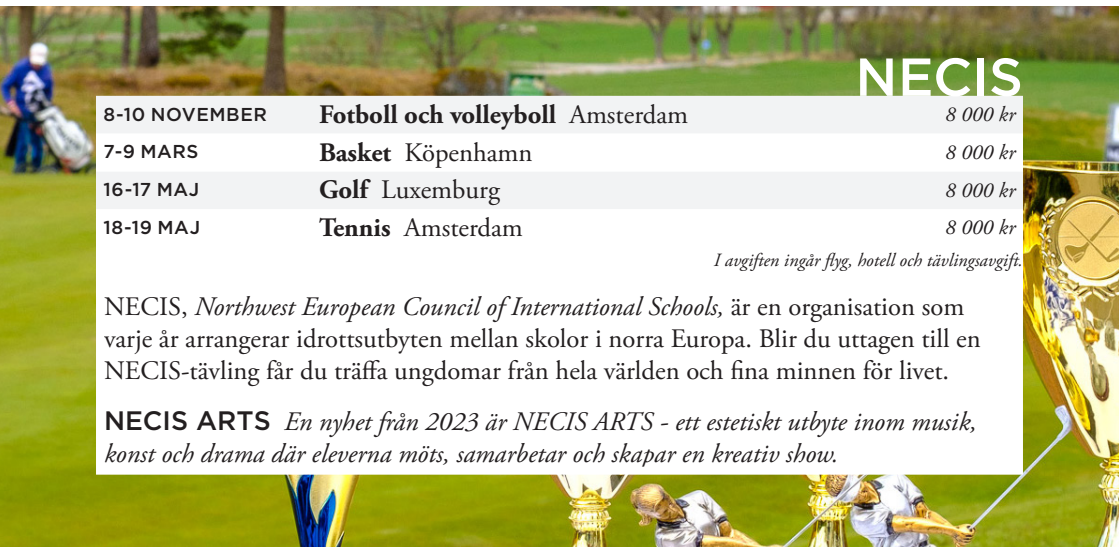 NECIS
8-10 NOVEMBER Fotboll och volleyboll Amsterdam 8 000 kr
7-9 MARS Basket Köpenhamn 8 000 kr
16-17 MAJ Golf Luxemburg 8 000 kr
18-19 MAJ Tennis Amsterdam 8 000 kr
I avgiften ingår flyg, hotell och tävlingsavgift.
NECIS, Northwest European Council of International Schools, är en organisation som
varje år arrangerar idrottsutbyten mellan skolor i norra Europa. Blir du uttagen till en
NECIS-tävling får du träffa ungdomar från hela världen och fina minnen för livet.
NECIS ARTS En nyhet från 2023 är NECIS ARTS - ett estetiskt utbyte inom musik,
konst och drama där eleverna möts, samarbetar och skapar en kreativ show.